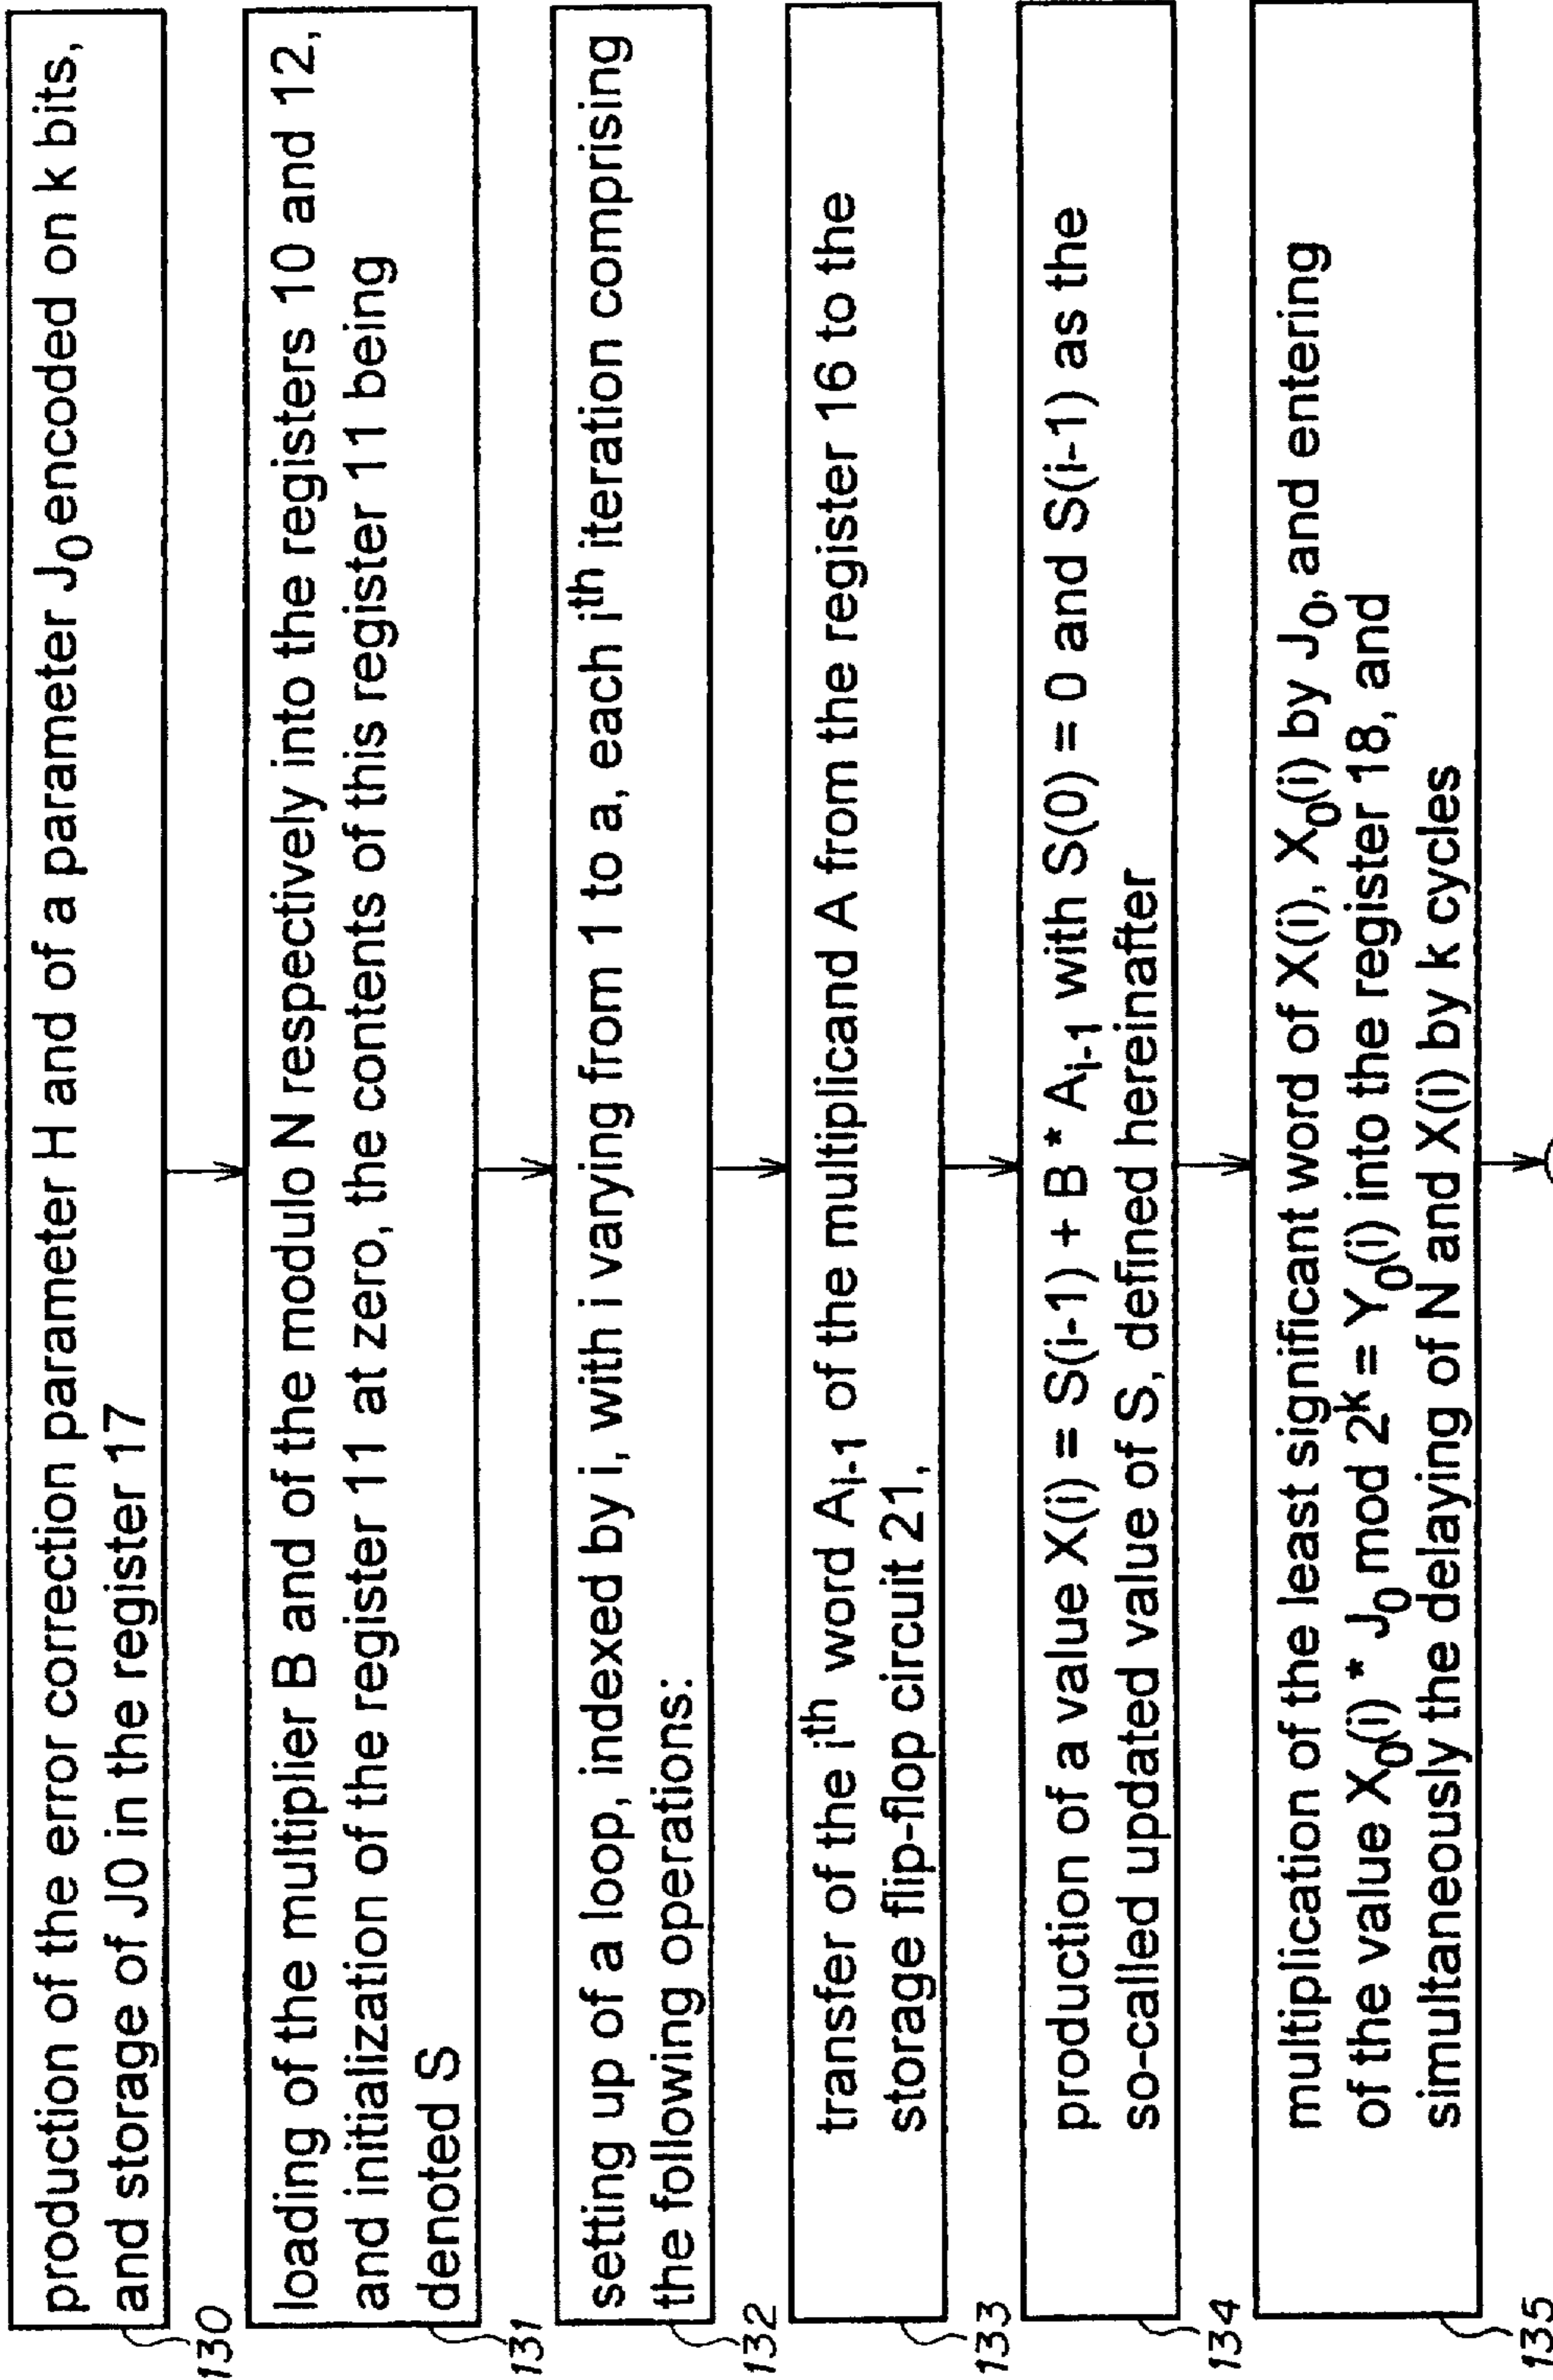 production of the error correction parameter H and of a parameter J₀ encoded on k bits,
and storage of J0 in the register 17
130
loading of the multiplier B and of the modulo N respectively into the registers 10 and 12,
and initialization of the register 11 at zero, the contents of this register 11 being
denoted S
131
setting up of a loop, indexed by i, with i varying from 1 to a, each iᵗʰ iteration comprising
the following operations:
132
transfer of the iᵗʰ word Aᵢ₋₁ of the multiplicand A from the register 16 to the
storage flip-flop circuit 21,
133
production of a value X(i) = S(i-1) + B * Aᵢ₋₁ with S(0) = 0 and S(i-1) as the
so-called updated value of S, defined hereinafter
134
multiplication of the least significant word of X(i), X₀(i) by J₀, and entering
of the value X₀(i) * J₀ mod 2ᵏ = Y₀(i) into the register 18, and
simultaneously the delaying of N and X(i) by k cycles
135